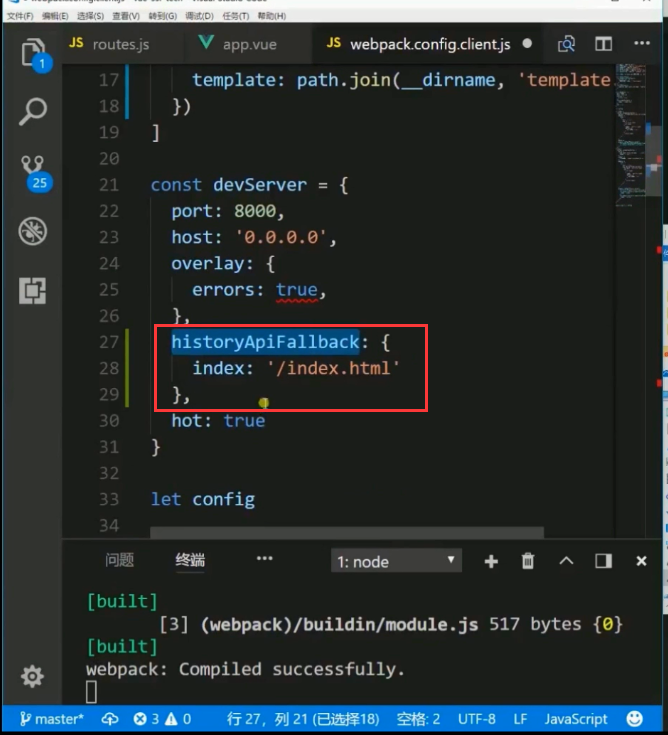 文件(F) 编辑(E) 选择(S) 查看(V) 转到(G) 调试(D) 任务(T) 帮助(H)
JS routes.js app.vue JS webpack.config.client.js ● ···
17 template: path.join(__dirname, 'template.
18 })
19 ]
20
21 const devServer = {
22 port: 8000,
23 host: '0.0.0.0',
24 overlay: {
25 errors: true,
26 },
27 historyApiFallback: {
28 index: '/index.html'
29 },
30 hot: true
31 }
32
33 let config
34
1
25
问题 终端 ··· 1: node
[built]
[3] (webpack)/buildin/module.js 517 bytes {0}
[built]
webpack: Compiled successfully.
master* 3 0 行 27，列 21 (已选择18) 空格: 2 UTF-8 LF JavaScript